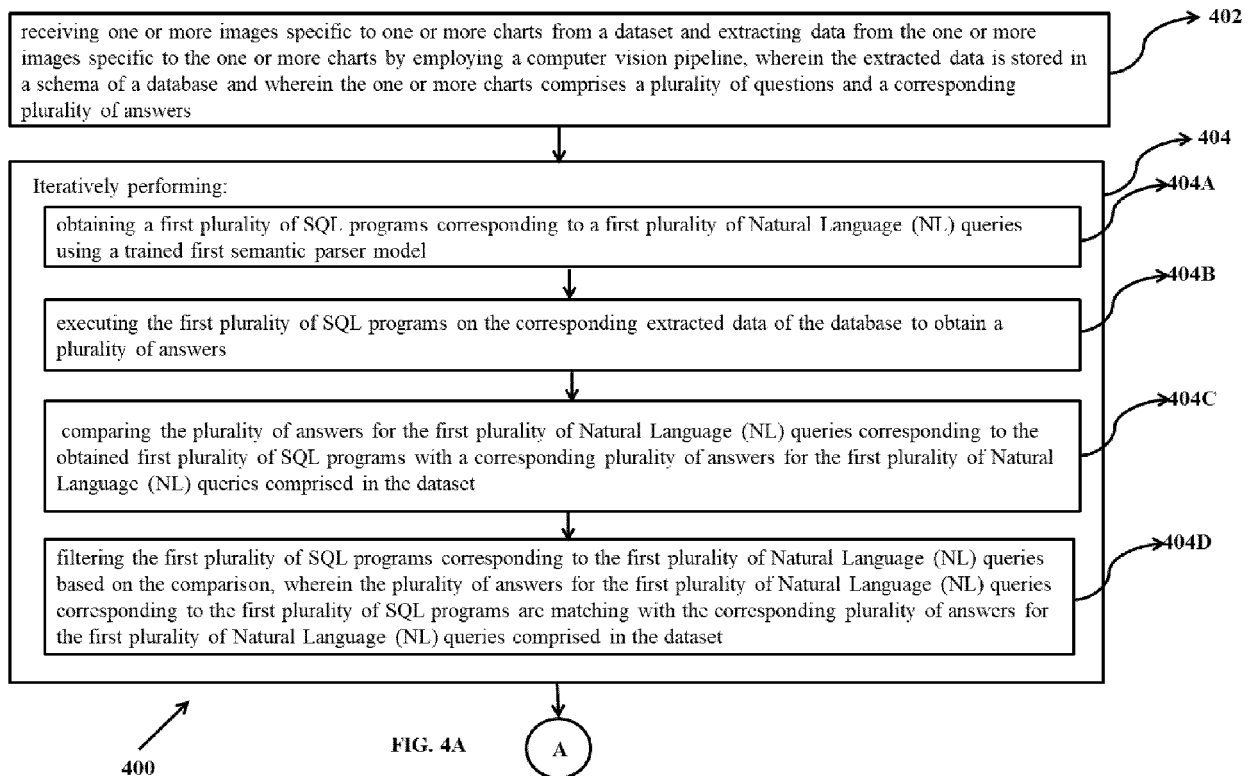 402
receiving one or more images specific to one or more charts from a dataset and extracting data from the one or more
images specific to the one or more charts by employing a computer vision pipeline, wherein the extracted data is stored in
a schema of a database and wherein the one or more charts comprises a plurality of questions and a corresponding
plurality of answers
404
Iteratively performing:
404A
obtaining a first plurality of SQL programs corresponding to a first plurality of Natural Language (NL) queries
using a trained first semantic parser model
404B
executing the first plurality of SQL programs on the corresponding extracted data of the database to obtain a
plurality of answers
404C
comparing the plurality of answers for the first plurality of Natural Language (NL) queries corresponding to the
obtained first plurality of SQL programs with a corresponding plurality of answers for the first plurality of Natural
Language (NL) queries comprised in the dataset
404D
filtering the first plurality of SQL programs corresponding to the first plurality of Natural Language (NL) queries
based on the comparison, wherein the plurality of answers for the first plurality of Natural Language (NL) queries
corresponding to the first plurality of SQL programs are matching with the corresponding plurality of answers for
the first plurality of Natural Language (NL) queries comprised in the dataset
400
FIG. 4A
A